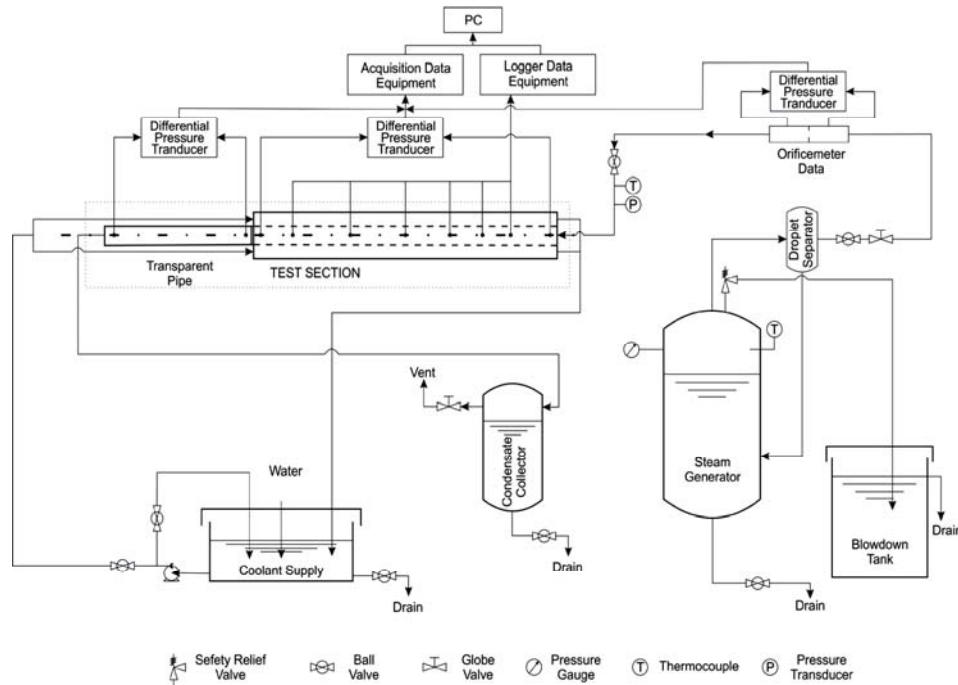 PC
Acquisition Data
Equipment
Logger Data
Equipment
Differential
Pressure
Tranducer
Differential
Pressure
Tranducer
Differential
Pressure
Tranducer
Orificemeter
Data
T
P
Droplet
Separator
Transparent
Pipe
TEST SECTION
T
Vent
Condensate
Collector
Steam
Generator
Water
Coolant Supply
Drain
Drain
Drain
Blowdown
Tank
Drain
Sefety Relief
Valve
Ball
Valve
Globe
Valve
Pressure
Gauge
T
Thermocouple
P
Pressure
Transducer